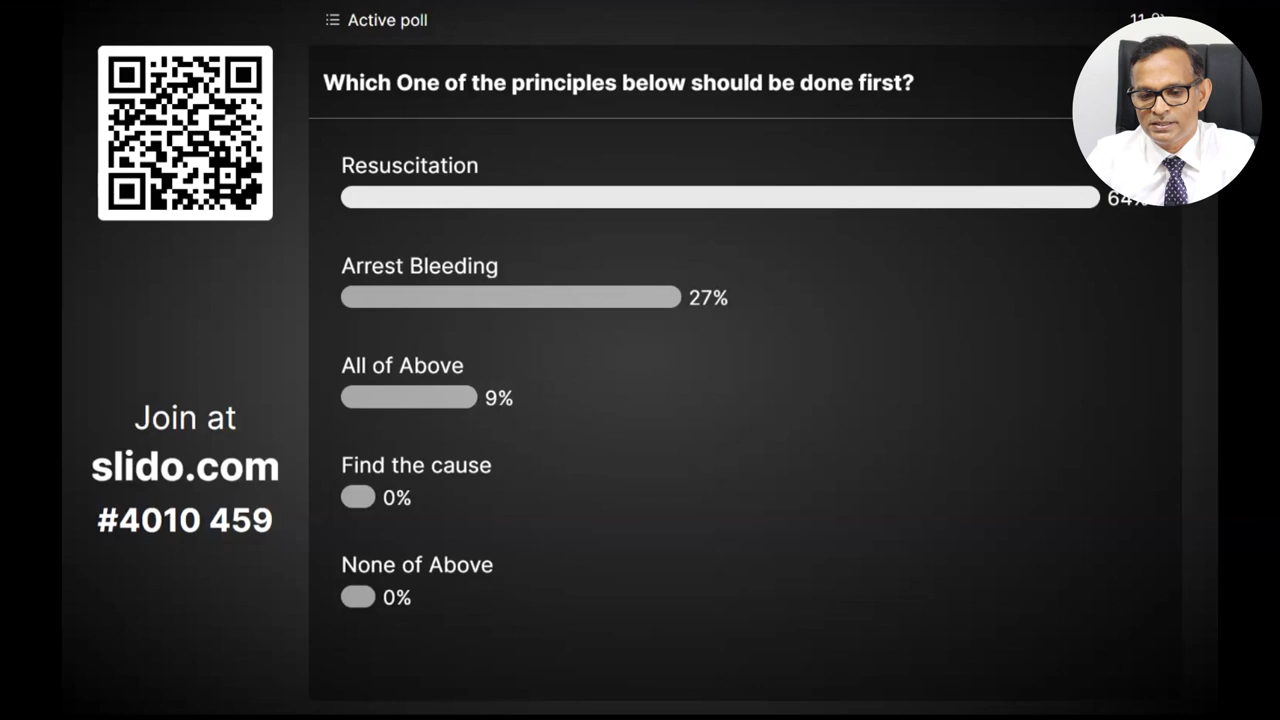 Active poll
Which One of the principles below should be done first?
Resuscitation
Arrest Bleeding
27%
All of Above
9%
Find the cause
0%
None of Above
0%
Join at
slido.com
#4010 459